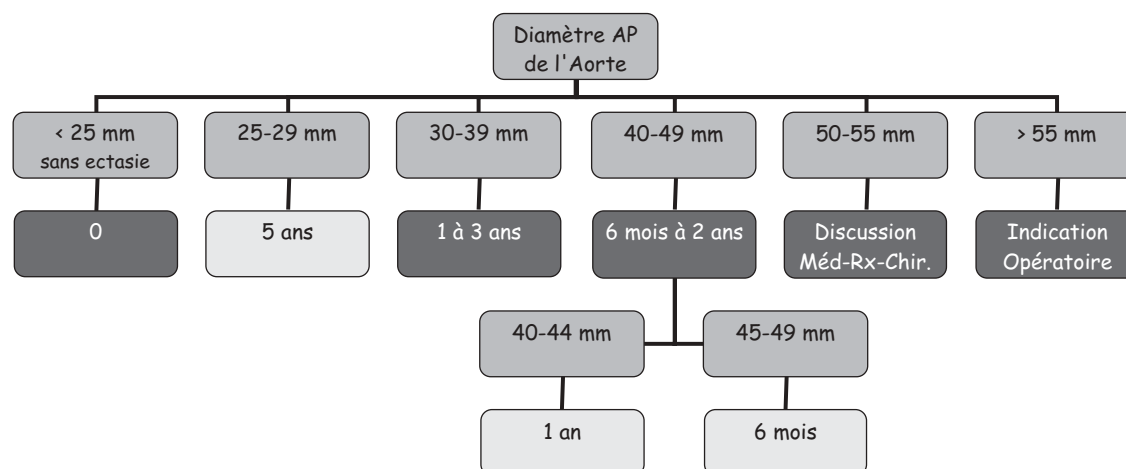 Diamètre AP
de l'Aorte
< 25 mm
sans ectasie
25-29 mm
30-39 mm
40-49 mm
50-55 mm
> 55 mm
0
5 ans
1 à 3 ans
6 mois à 2 ans
Discussion
Méd-Rx-Chir.
Indication
Opératoire
40-44 mm
45-49 mm
1 an
6 mois